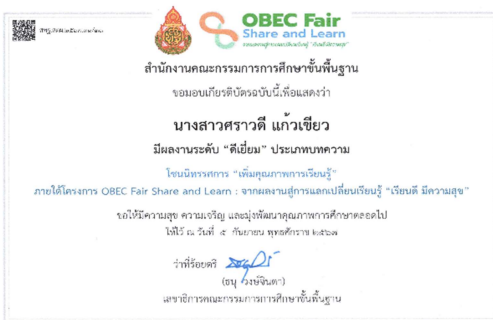 OBEC Fair
Share and Learn
สำนักงานคณะกรรมการการศึกษาขั้นพื้นฐาน
ขอมอบเกียรติบัตรฉบับนี้เพื่อแสดงว่า
นางสาวศราวดี แก้วเขียว
มีผลงานระดับ “ดีเยี่ยม” ประเภทบทความ
โซนนิทรรศการ “เพิ่มคุณภาพการเรียนรู้”
ภายใต้โครงการ OBEC Fair Share and Learn : จากผลงานสู่การแลกเปลี่ยนเรียนรู้ “เรียนดี มีความสุข”
ขอให้มีความสุข ความเจริญ และมุ่งพัฒนาคุณภาพการศึกษาตลอดไป
ให้ไว้ ณ วันที่ ๕ กันยายน พุทธศักราช ๒๕๖๗
ว่าที่ร้อยตรี
(ธนุ วงษ์จินดา)
เลขาธิการคณะกรรมการการศึกษาขั้นพื้นฐาน